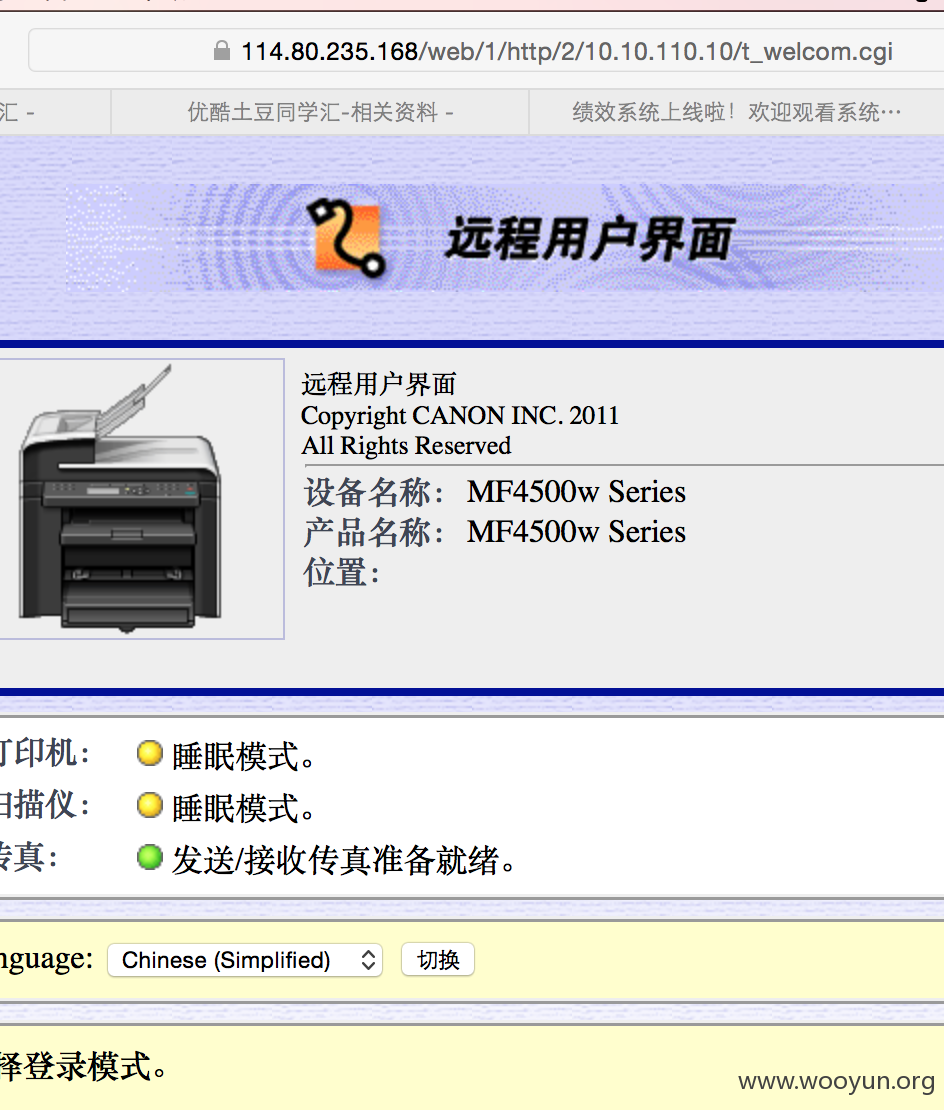 114.80.235.168/web/1/http/2/10.10.110.10/t_welcom.cgi
汇 - 优酷土豆同学汇-相关资料 - 绩效系统上线啦！欢迎观看系统…
远程用户界面
远程用户界面
Copyright CANON INC. 2011
All Rights Reserved
设备名称： MF4500w Series
产品名称： MF4500w Series
位置：
印机： 睡眠模式。
描仪： 睡眠模式。
真： 发送/接收传真准备就绪。
nguage: Chinese (Simplified) 切换
择登录模式。
www.wooyun.org